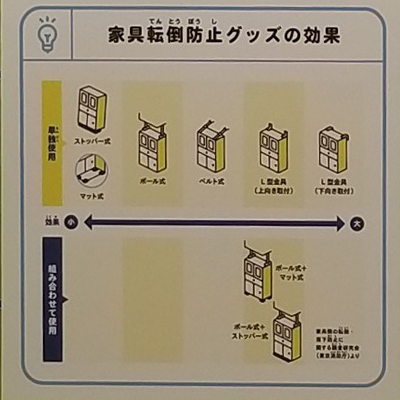 家具転倒防止グッズの効果
てんとうぼうし
単独使用
ストッパー式
マット式
ポール式
ベルト式
L型金具
(上向き取付)
L型金具
(下向き取付)
効果
小
大
組み合わせて使用
ポール式+
マット式
ポール式+
ストッパー式
家具類の転倒・
落下防止に
関する調査研究会
(東京消防庁)より